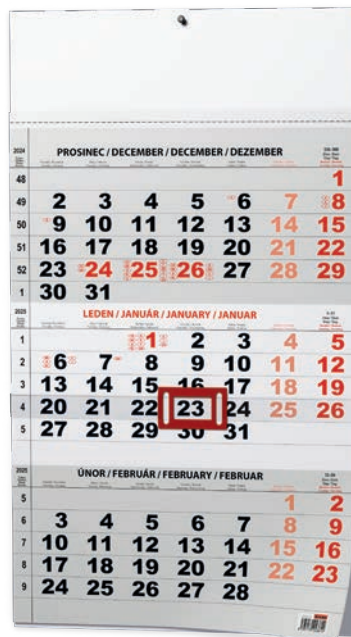 2024 PROSINEC / DECEMBER / DECEMBER / DEZEMBER
48 1
49 2 3 4 5 6 7 8
50 9 10 11 12 13 14 15
51 16 17 18 19 20 21 22
52 23 24 25 26 27 28 29
1 30 31
2025 LEDEN / JANUÁR / JANUARY / JANUAR
1 1 2 3 4 5
2 6 7 8 9 10 11 12
3 13 14 15 16 17 18 19
4 20 21 22 23 24 25 26
5 27 28 29 30 31
2025 ÚNOR / FEBRUÁR / FEBRUARY / FEBRUAR
5 1 2
6 3 4 5 6 7 8 9
7 10 11 12 13 14 15 16
8 17 18 19 20 21 22 23
9 24 25 26 27 28